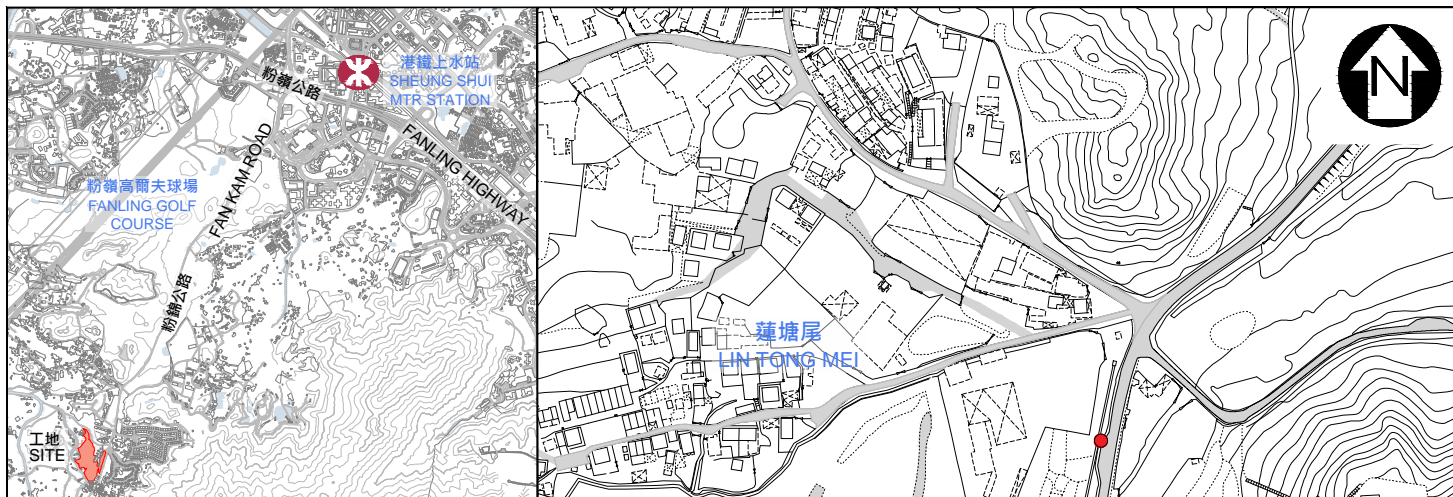 港鐵上水站
SHEUNG SHUI
MTR STATION
粉嶺公路
FANLING HIGHWAY
FAN KAM ROAD
粉嶺高爾夫球場
FANLING GOLF
COURSE
粉錦公路
工地
SITE
N
蓮塘尾
LIN TONG MEI